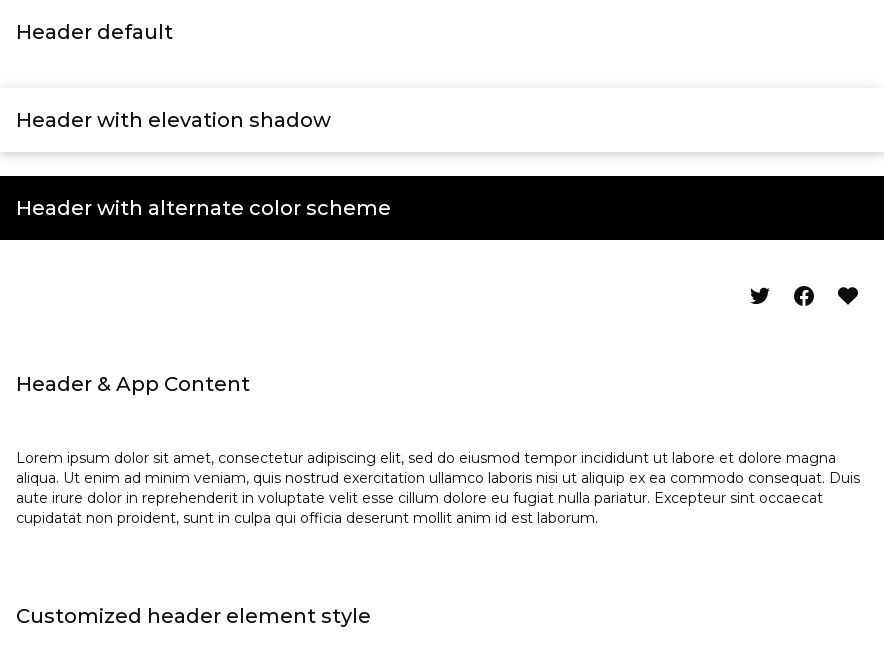 Header default
Header with elevation shadow
Header with alternate color scheme
Header & App Content
Lorem ipsum dolor sit amet, consectetur adipiscing elit, sed do eiusmod tempor incididunt ut labore et dolore magna
aliqua. Ut enim ad minim veniam, quis nostrud exercitation ullamco laboris nisi ut aliquip ex ea commodo consequat. Duis
aute irure dolor in reprehenderit in voluptate velit esse cillum dolore eu fugiat nulla pariatur. Excepteur sint occaecat
cupidatat non proident, sunt in culpa qui officia deserunt mollit anim id est laborum.
Customized header element style